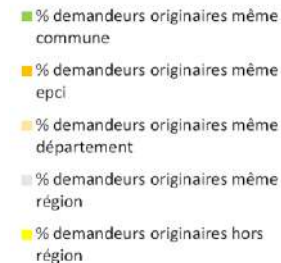 % demandeurs originaires même
commune
% demandeurs originaires même
epci
% demandeurs originaires même
département
% demandeurs originaires même
région
% demandeurs originaires hors
région